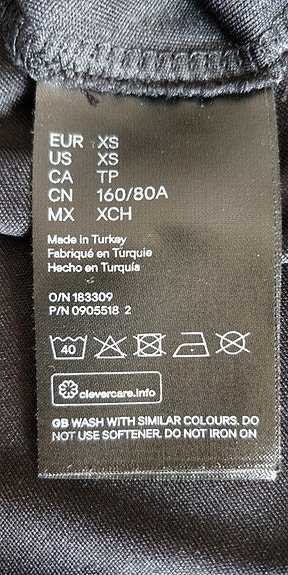 EUR XS
US XS
CA TP
CN 160/80A
MX XCH
Made in Turkey
Fabriqué en Turquie
Hecho en Turquía
O/N 183309
P/N 0905518 2
40
clevercare.info
GB WASH WITH SIMILAR COLOURS. DO
NOT USE SOFTENER. DO NOT IRON ON